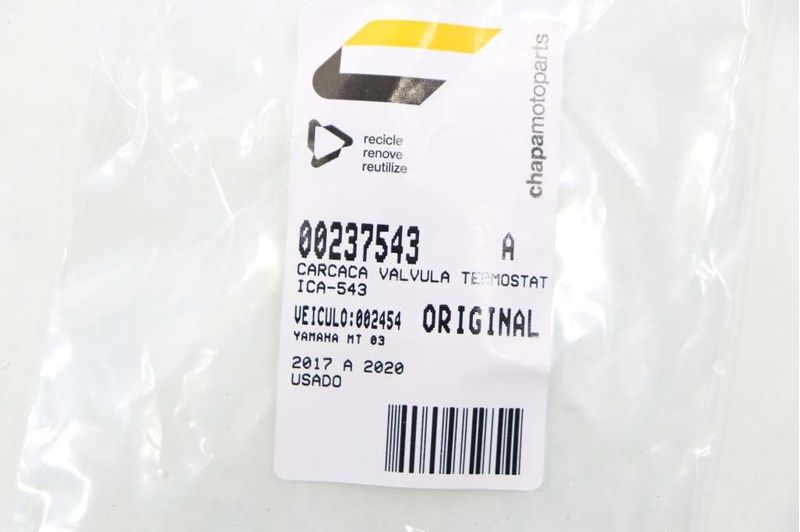 recicle
renove
reutilize
chapamotoparts
00237543 A
CARCACA VALVULA TERMOSTAT
ICA-543
VEICULO:002454 ORIGINAL
YAMAHA MT 03
2017 A 2020
USADO